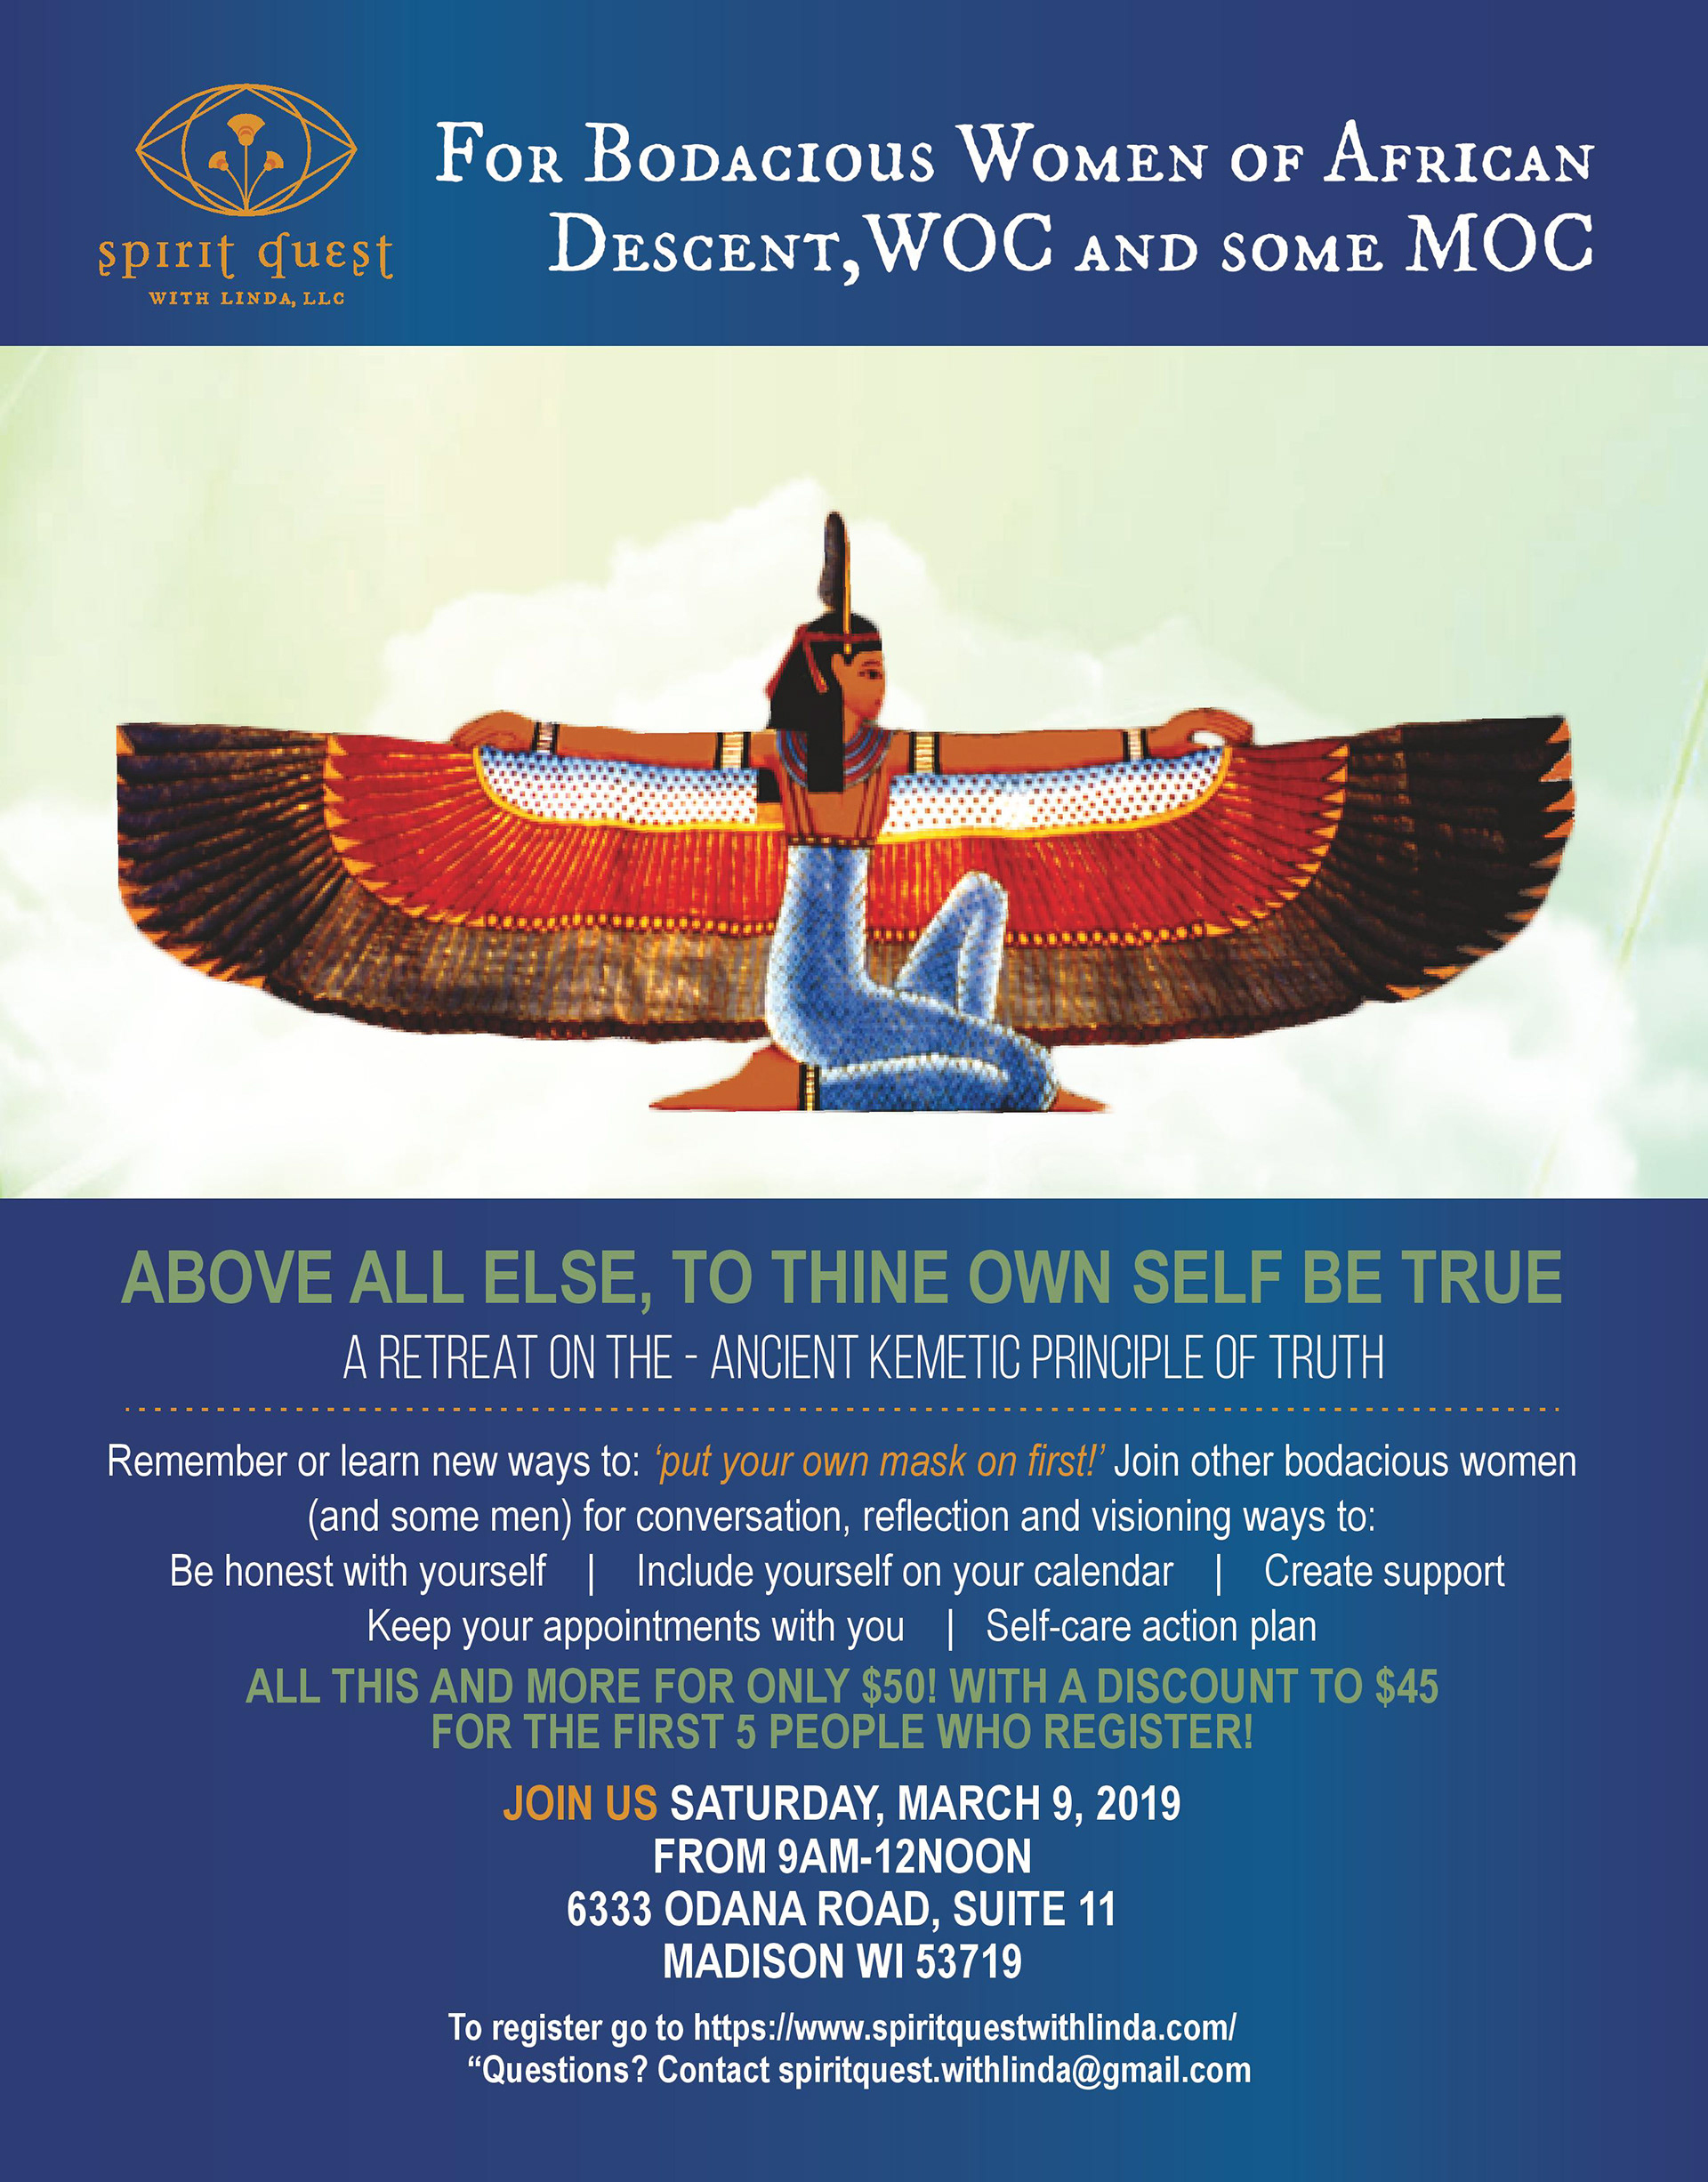 spirit quest
WITH LINDA, LLC
For Bodacious Women of African
Descent,WOC and some MOC
ABOVE ALL ELSE, TO THINE OWN SELF BE TRUE
A RETREAT ON THE - ANCIENT KEMETIC PRINCIPLE OF TRUTH
Remember or learn new ways to: ‘put your own mask on first!’ Join other bodacious women
(and some men) for conversation, reflection and visioning ways to:
Be honest with yourself | Include yourself on your calendar | Create support
Keep your appointments with you | Self-care action plan
ALL THIS AND MORE FOR ONLY $50! WITH A DISCOUNT TO $45
FOR THE FIRST 5 PEOPLE WHO REGISTER!
JOIN US SATURDAY, MARCH 9, 2019
FROM 9AM-12NOON
6333 ODANA ROAD, SUITE 11
MADISON WI 53719
To register go to https://www.spiritquestwithlinda.com/
“Questions? Contact spiritquest.withlinda@gmail.com